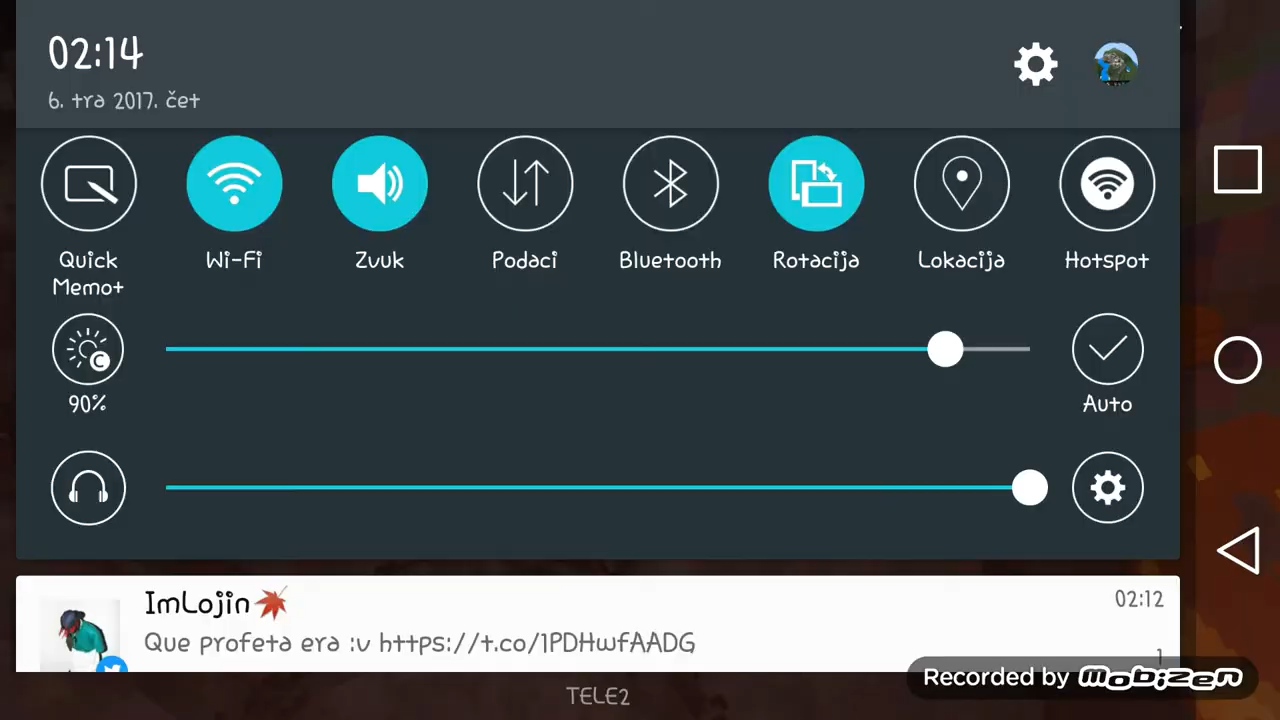 02:14
6. tra 2017. čet
Quick Memo+
Wi-Fi
Zvuk
Podaci
Bluetooth
Rotacija
Lokacija
Hotspot
90%
Auto
ImLojin🍁
02:12
Que profeta era :v https://t.co/1PDHwfAADG
1
Recorded by MOBIZEN
TELE2